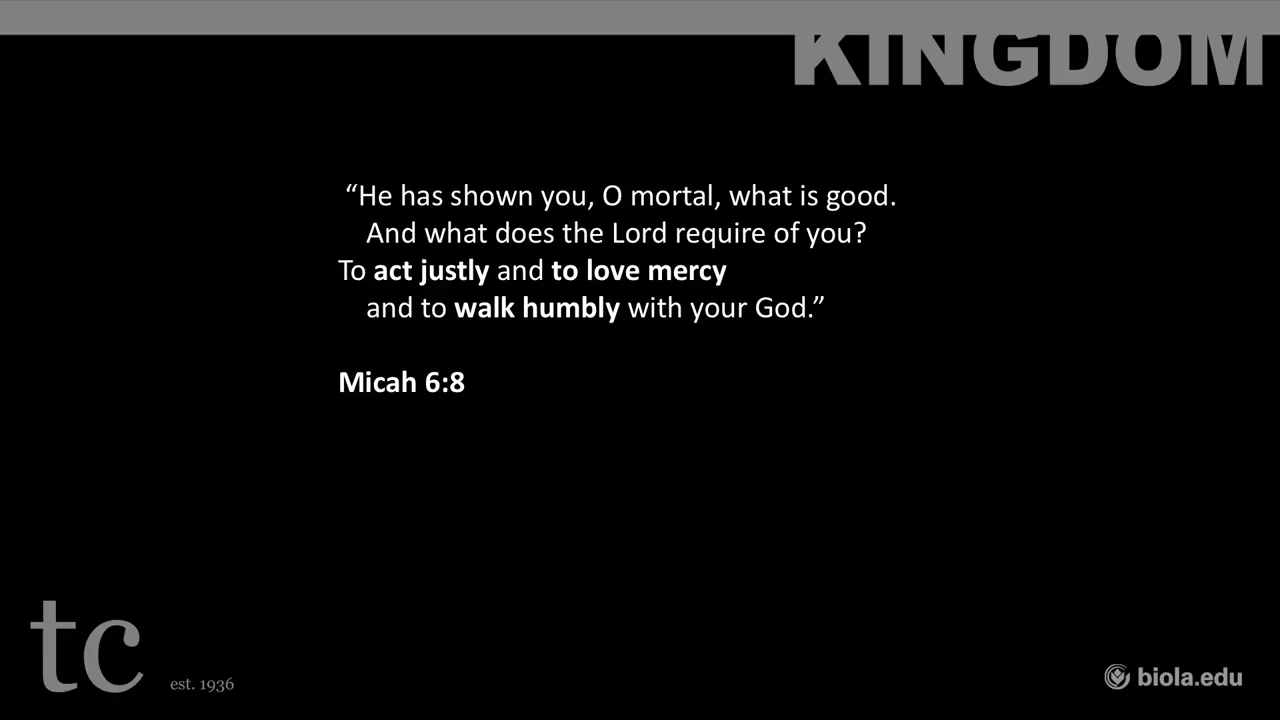 KINGDOM
“He has shown you, O mortal, what is good.
And what does the Lord require of you?
To act justly and to love mercy
and to walk humbly with your God.”
Micah 6:8
tc
est. 1936
biola.edu